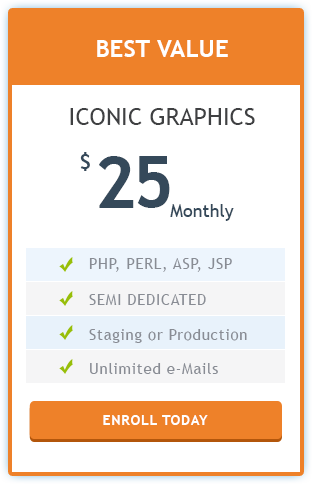 BEST VALUE
ICONIC GRAPHICS
$25
Monthly
PHP, PERL, ASP, JSP
SEMI DEDICATED
Staging or Production
Unlimited e-Mails
ENROLL TODAY